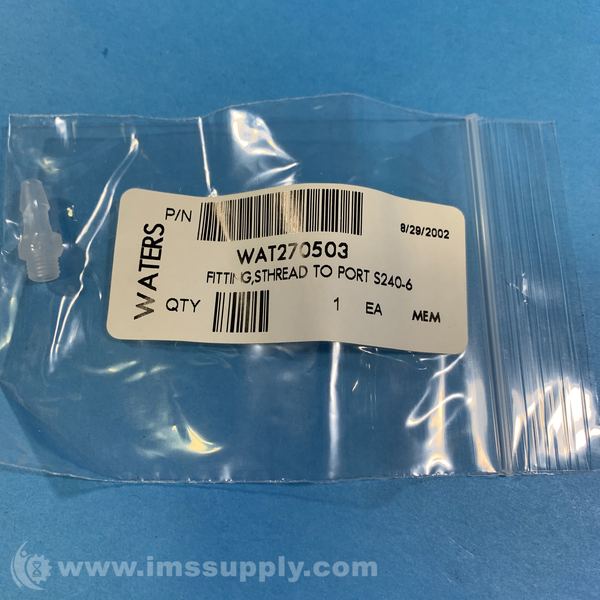 WATERS
P/N
8/29/2002
WAT270503
FITTING,STHREAD TO PORT S240-6
QTY 1 EA MEM
www.imssupply.com